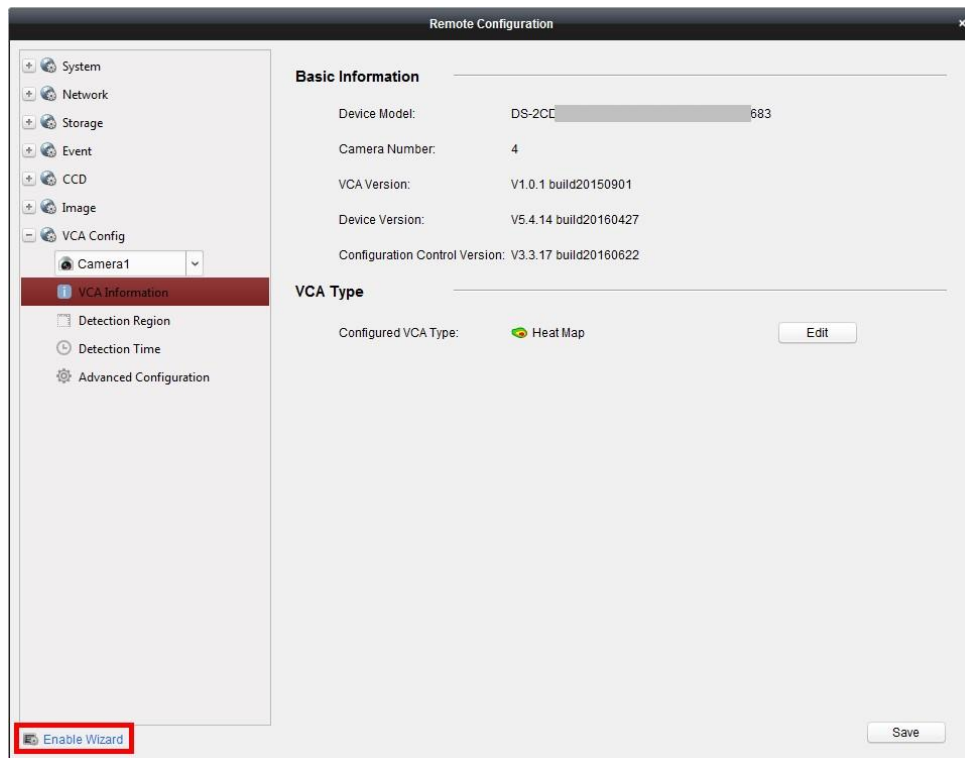 Remote Configuration
System
Network
Storage
Event
CCD
Image
VCA Config
Camera1
VCA Information
Detection Region
Detection Time
Advanced Configuration
Enable Wizard
Basic Information
Device Model: DS-2CD 683
Camera Number: 4
VCA Version: V1.0.1 build20150901
Device Version: V5.4.14 build20160427
Configuration Control Version: V3.3.17 build20160622
VCA Type
Configured VCA Type: Heat Map Edit
Save